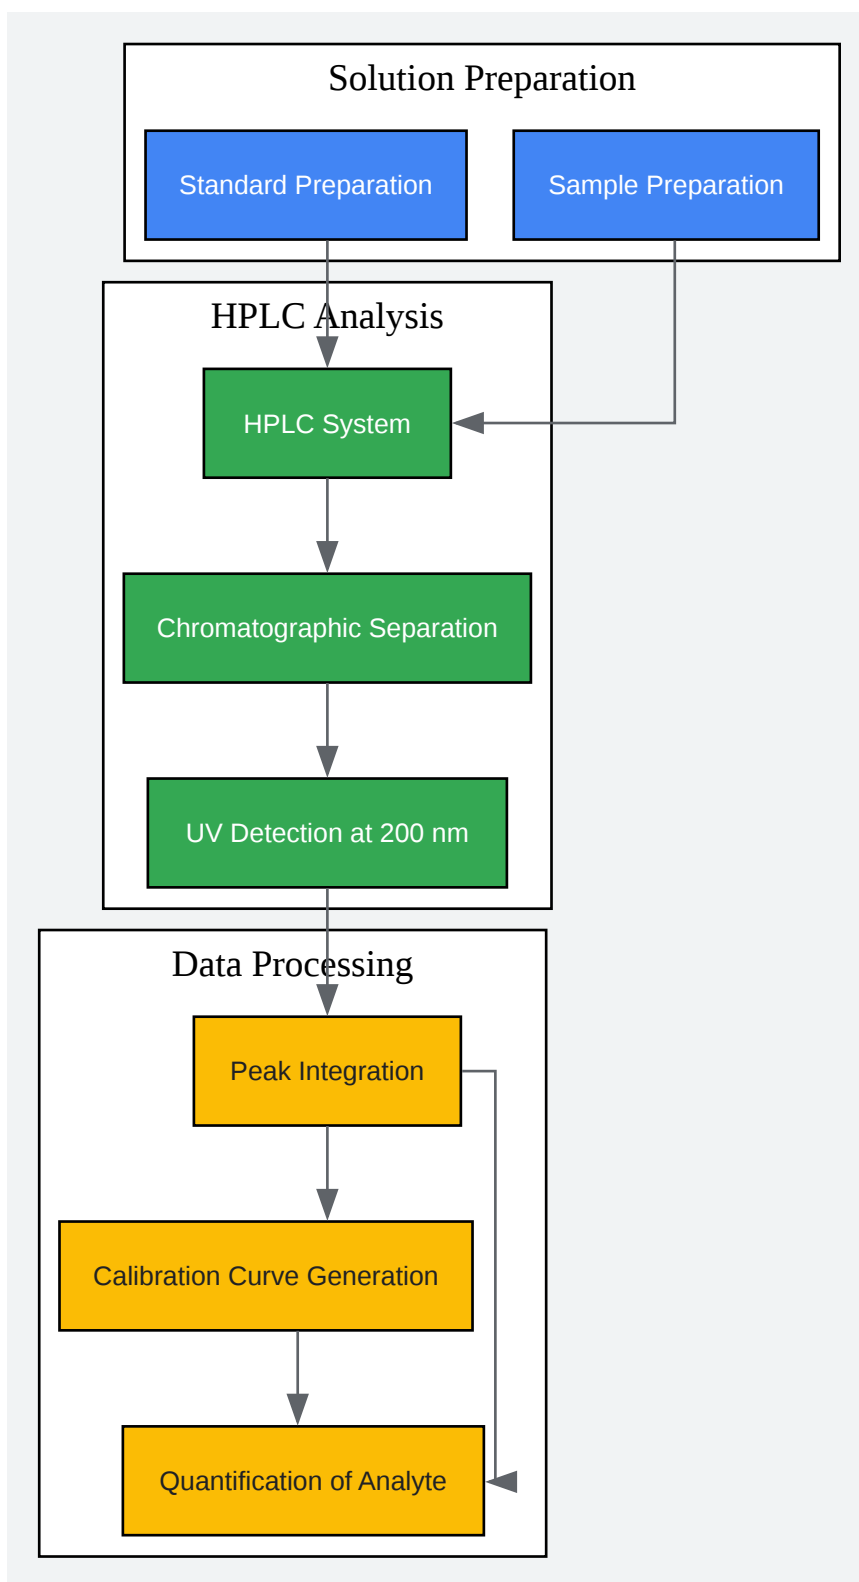 Solution Preparation
Standard Preparation
Sample Preparation
HPLC Analysis
HPLC System
Chromatographic Separation
UV Detection at 200 nm
Data Processing
Peak Integration
Calibration Curve Generation
Quantification of Analyte